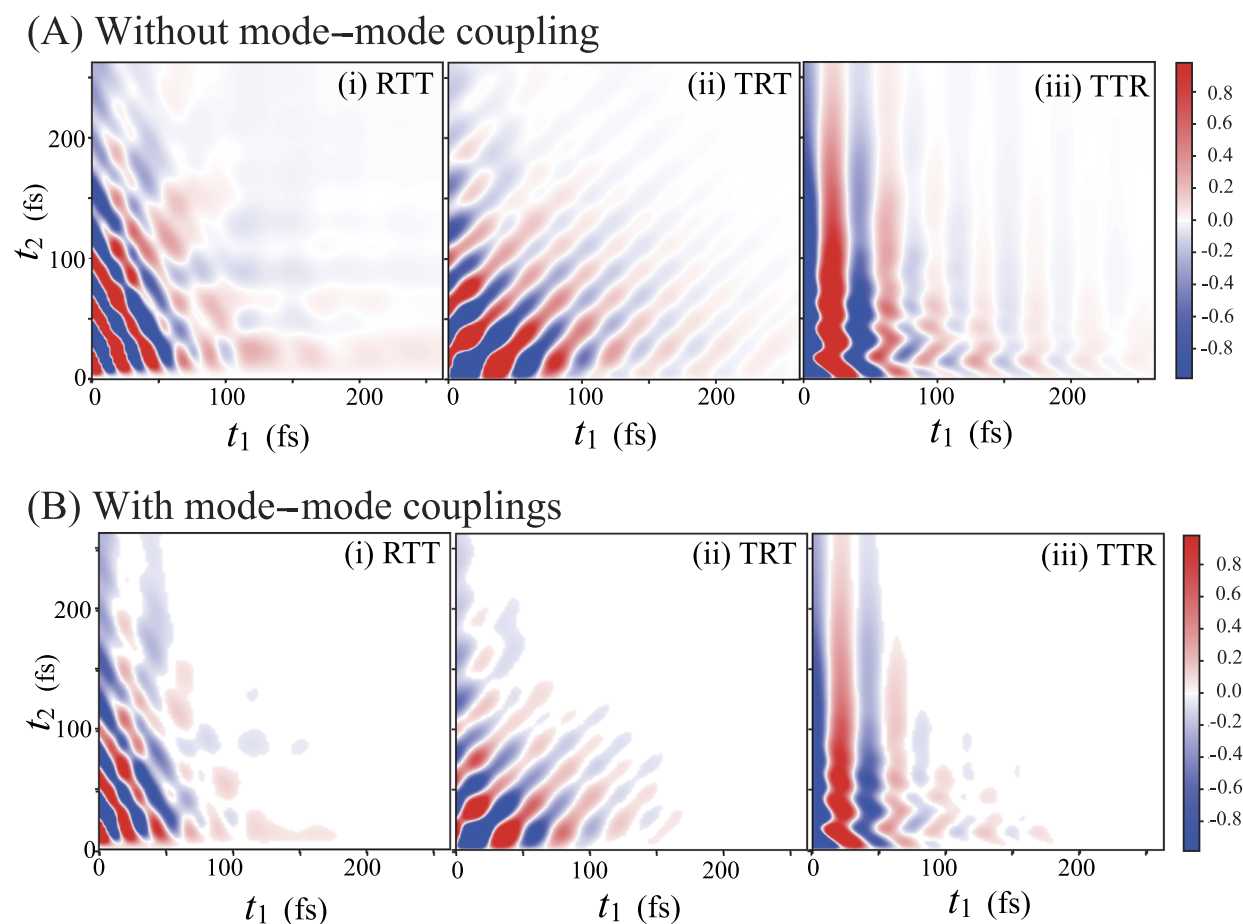 (A) Without mode–mode coupling
(i) RTT
(ii) TRT
(iii) TTR
200
100
0
t2 (fs)
0 100 200
0 100 200
0 100 200
t1 (fs)
t1 (fs)
t1 (fs)
0.8
0.6
0.4
0.2
0.0
-0.2
-0.4
-0.6
-0.8
(B) With mode–mode couplings
(i) RTT
(ii) TRT
(iii) TTR
200
100
0
t2 (fs)
0 100 200
0 100 200
0 100 200
t1 (fs)
t1 (fs)
t1 (fs)
0.8
0.6
0.4
0.2
0.0
-0.2
-0.4
-0.6
-0.8